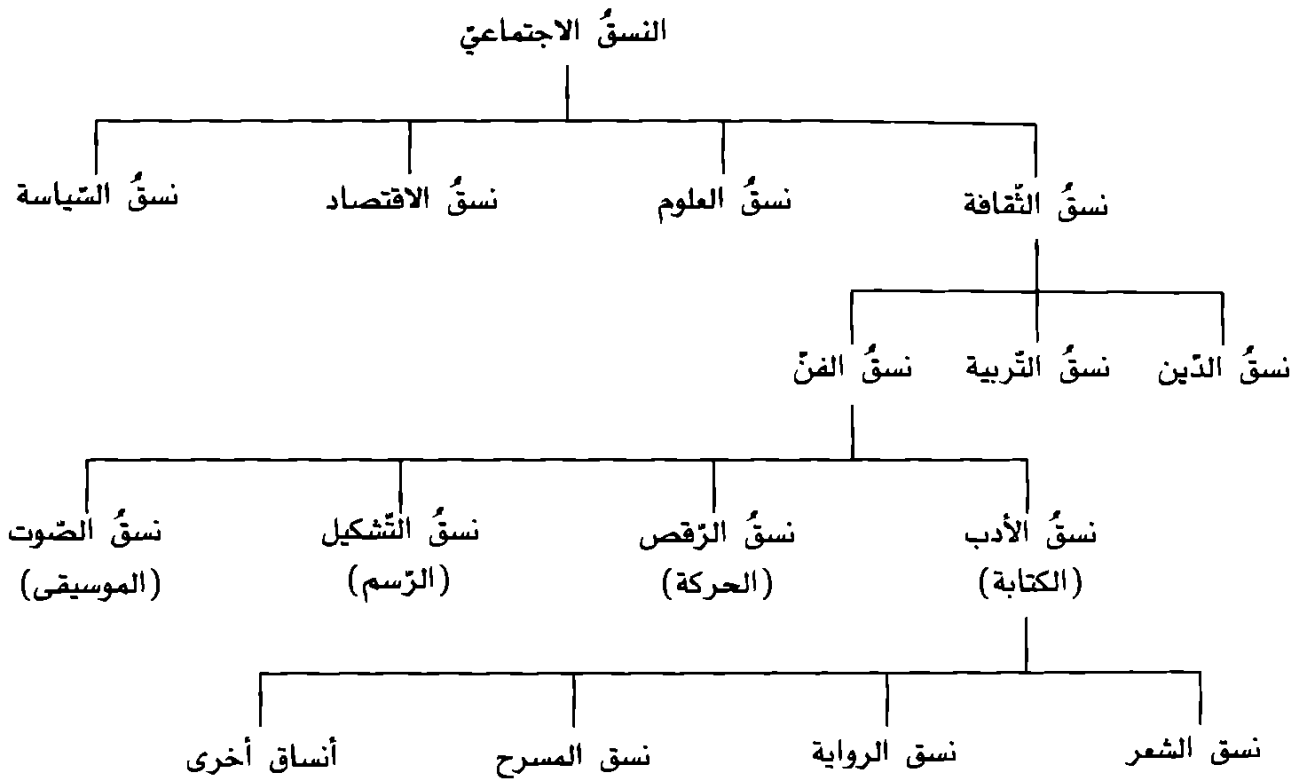 النسقُ الاجتماعيّ
نسقُ الثّقافة نسقُ العلوم نسقُ الاقتصاد نسقُ السّياسة
نسقُ الدّين نسقُ التّربية نسقُ الفنّ
نسقُ الأدب نسقُ الرّقص نسقُ التّشكيل نسقُ الصّوت
(الكتابة) (الحركة) (الرّسم) (الموسيقى)
نسق الشعر نسق الرواية نسق المسرح أنساق أخرى